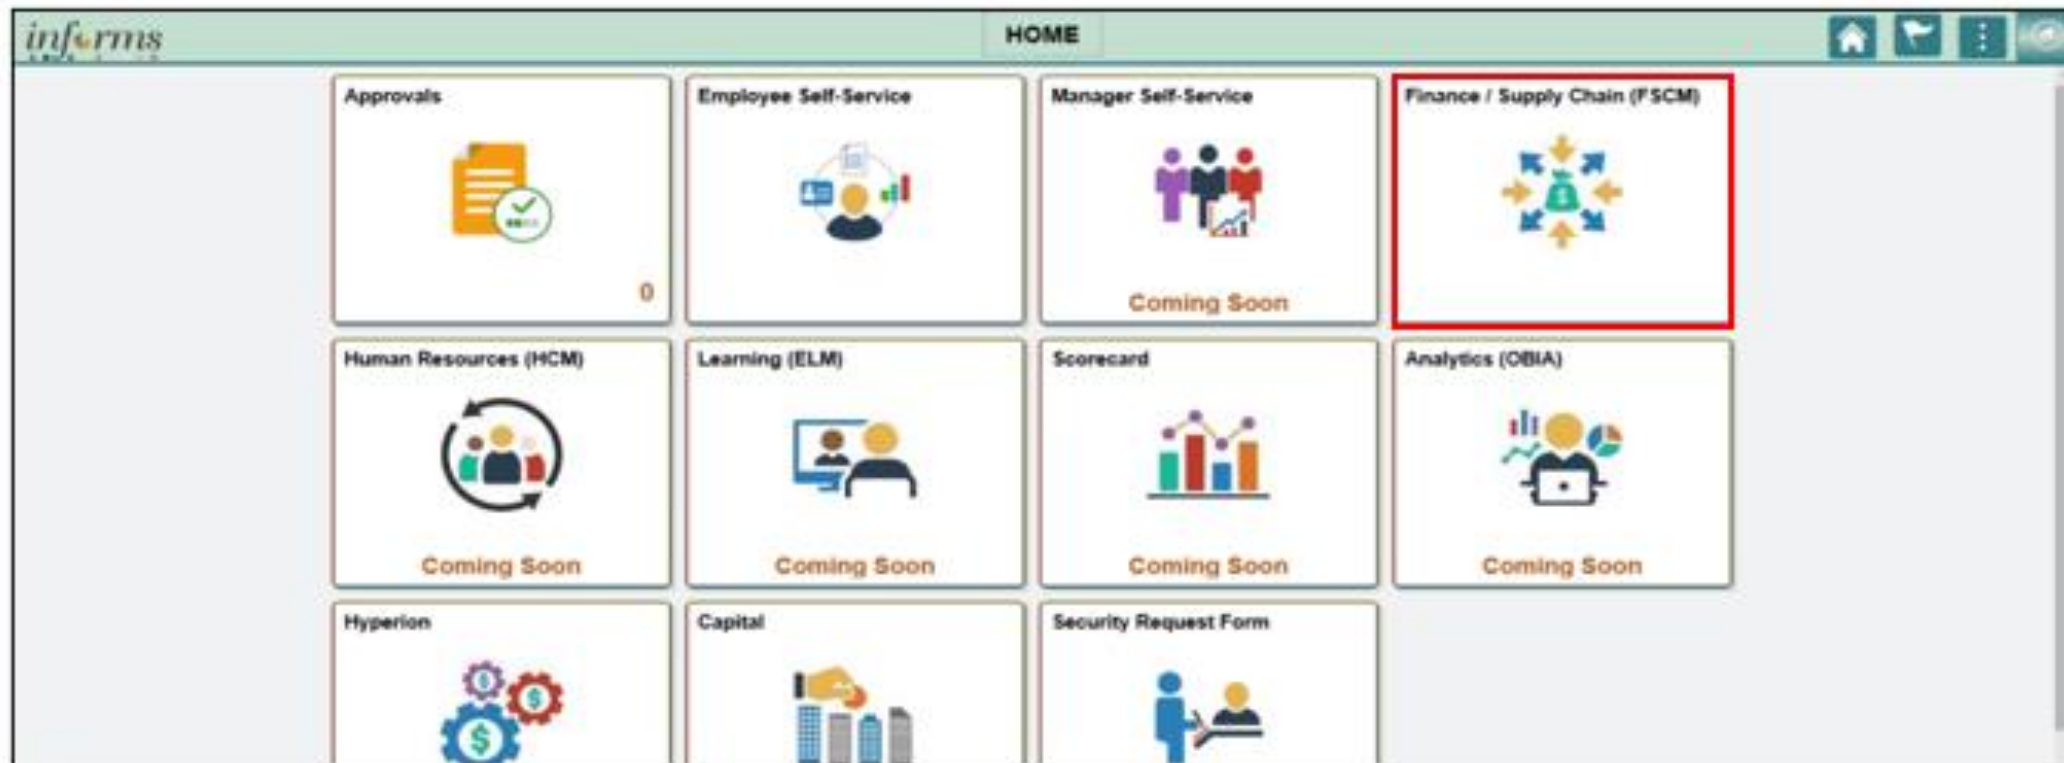 informs
HOME
Approvals
0
Employee Self-Service
Manager Self-Service
Coming Soon
Finance / Supply Chain (FSCM)
Human Resources (HCM)
Coming Soon
Learning (ELM)
Coming Soon
Scorecard
Coming Soon
Analytics (OBIA)
Coming Soon
Hyperion
Capital
Security Request Form